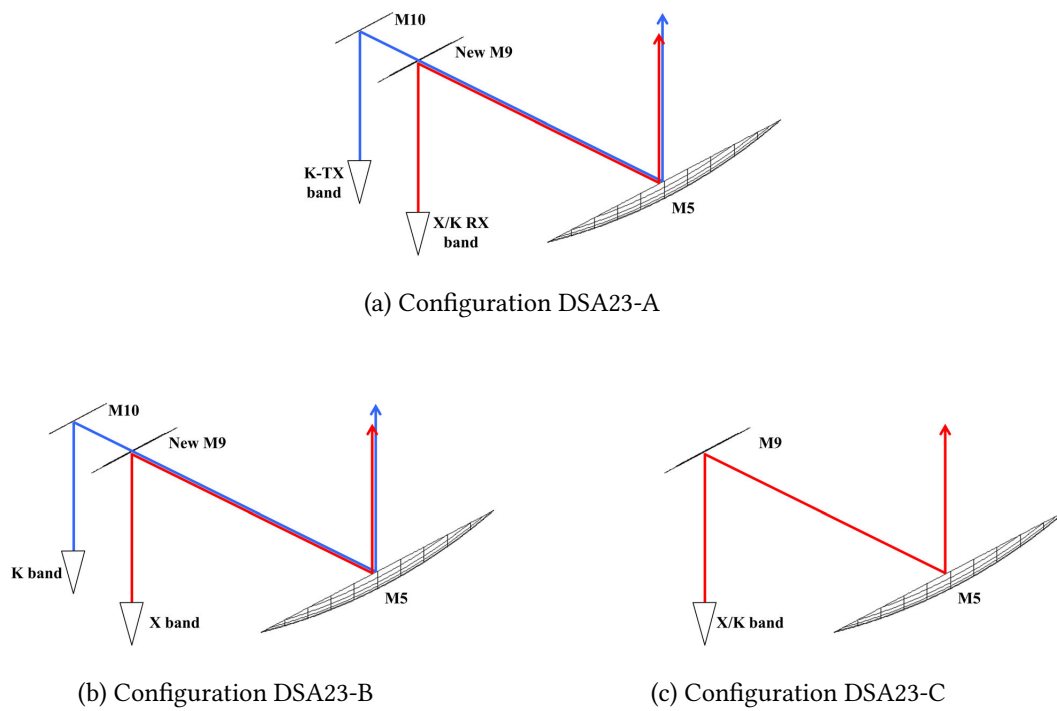 M10
New M9
K-TX
band
X/K RX
band
M5
(a) Configuration DSA23-A
M10
New M9
K band
X band
M5
(b) Configuration DSA23-B
M9
X/K band
M5
(c) Configuration DSA23-C